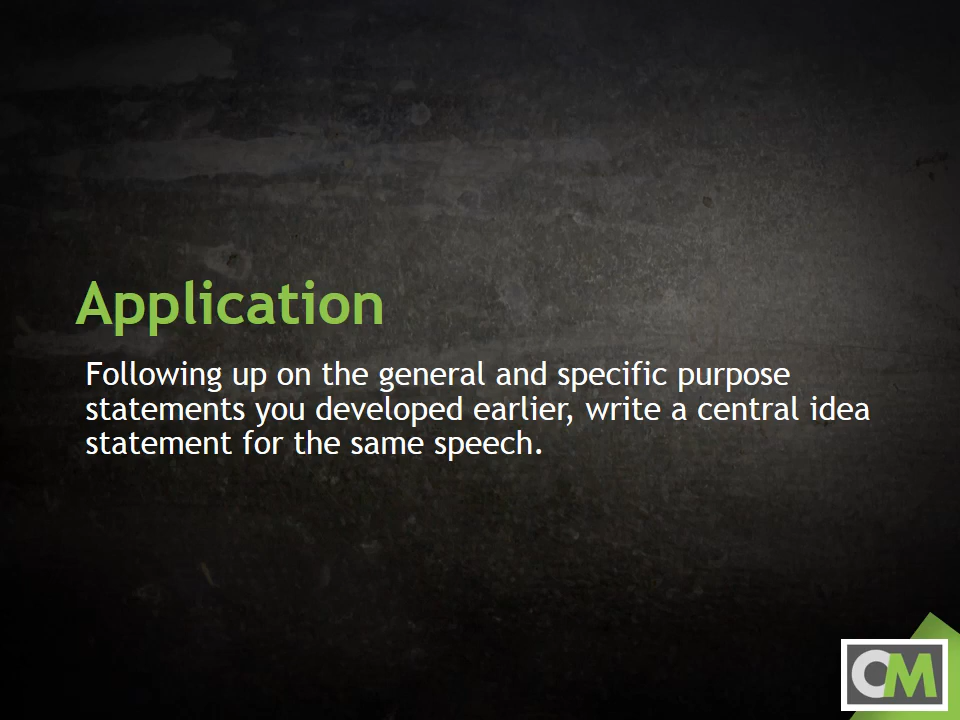 Application
Following up on the general and specific purpose
statements you developed earlier, write a central idea
statement for the same speech.
CM